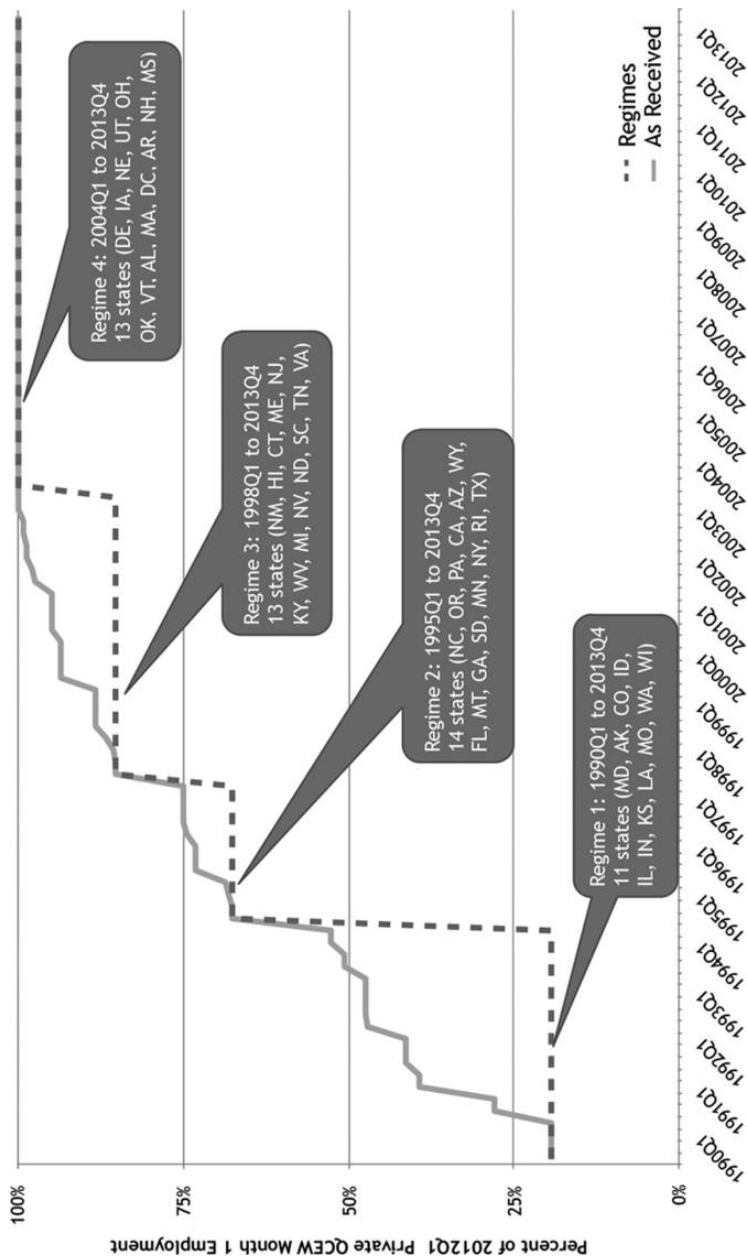 Percent of 2012Q1 Private QCEW Month 1 Employment
100%
75%
50%
25%
0%
Regime 4: 2004Q1 to 2013Q4
13 states (DE, IA, NE, UT, OH,
OK, VT, AL, MA, DC, AR, NH, MS)
Regime 3: 1998Q1 to 2013Q4
13 states (NM, HI, CT, ME, NJ,
KY, WV, MI, NV, ND, SC, TN, VA)
Regime 2: 1995Q1 to 2013Q4
14 states (NC, OR, PA, CA, AZ, WY,
FL, MT, GA, SD, MN, NY, RI, TX)
Regime 1: 1990Q1 to 2013Q4
11 states (MD, AK, CO, ID,
IL, IN, KS, LA, MO, WA, WI)
Regimes
As Received
1990Q1
1991Q1
1992Q1
1993Q1
1994Q1
1995Q1
1996Q1
1997Q1
1998Q1
1999Q1
2000Q1
2001Q1
2002Q1
2003Q1
2004Q1
2005Q1
2006Q1
2007Q1
2008Q1
2009Q1
2010Q1
2011Q1
2012Q1
2013Q1